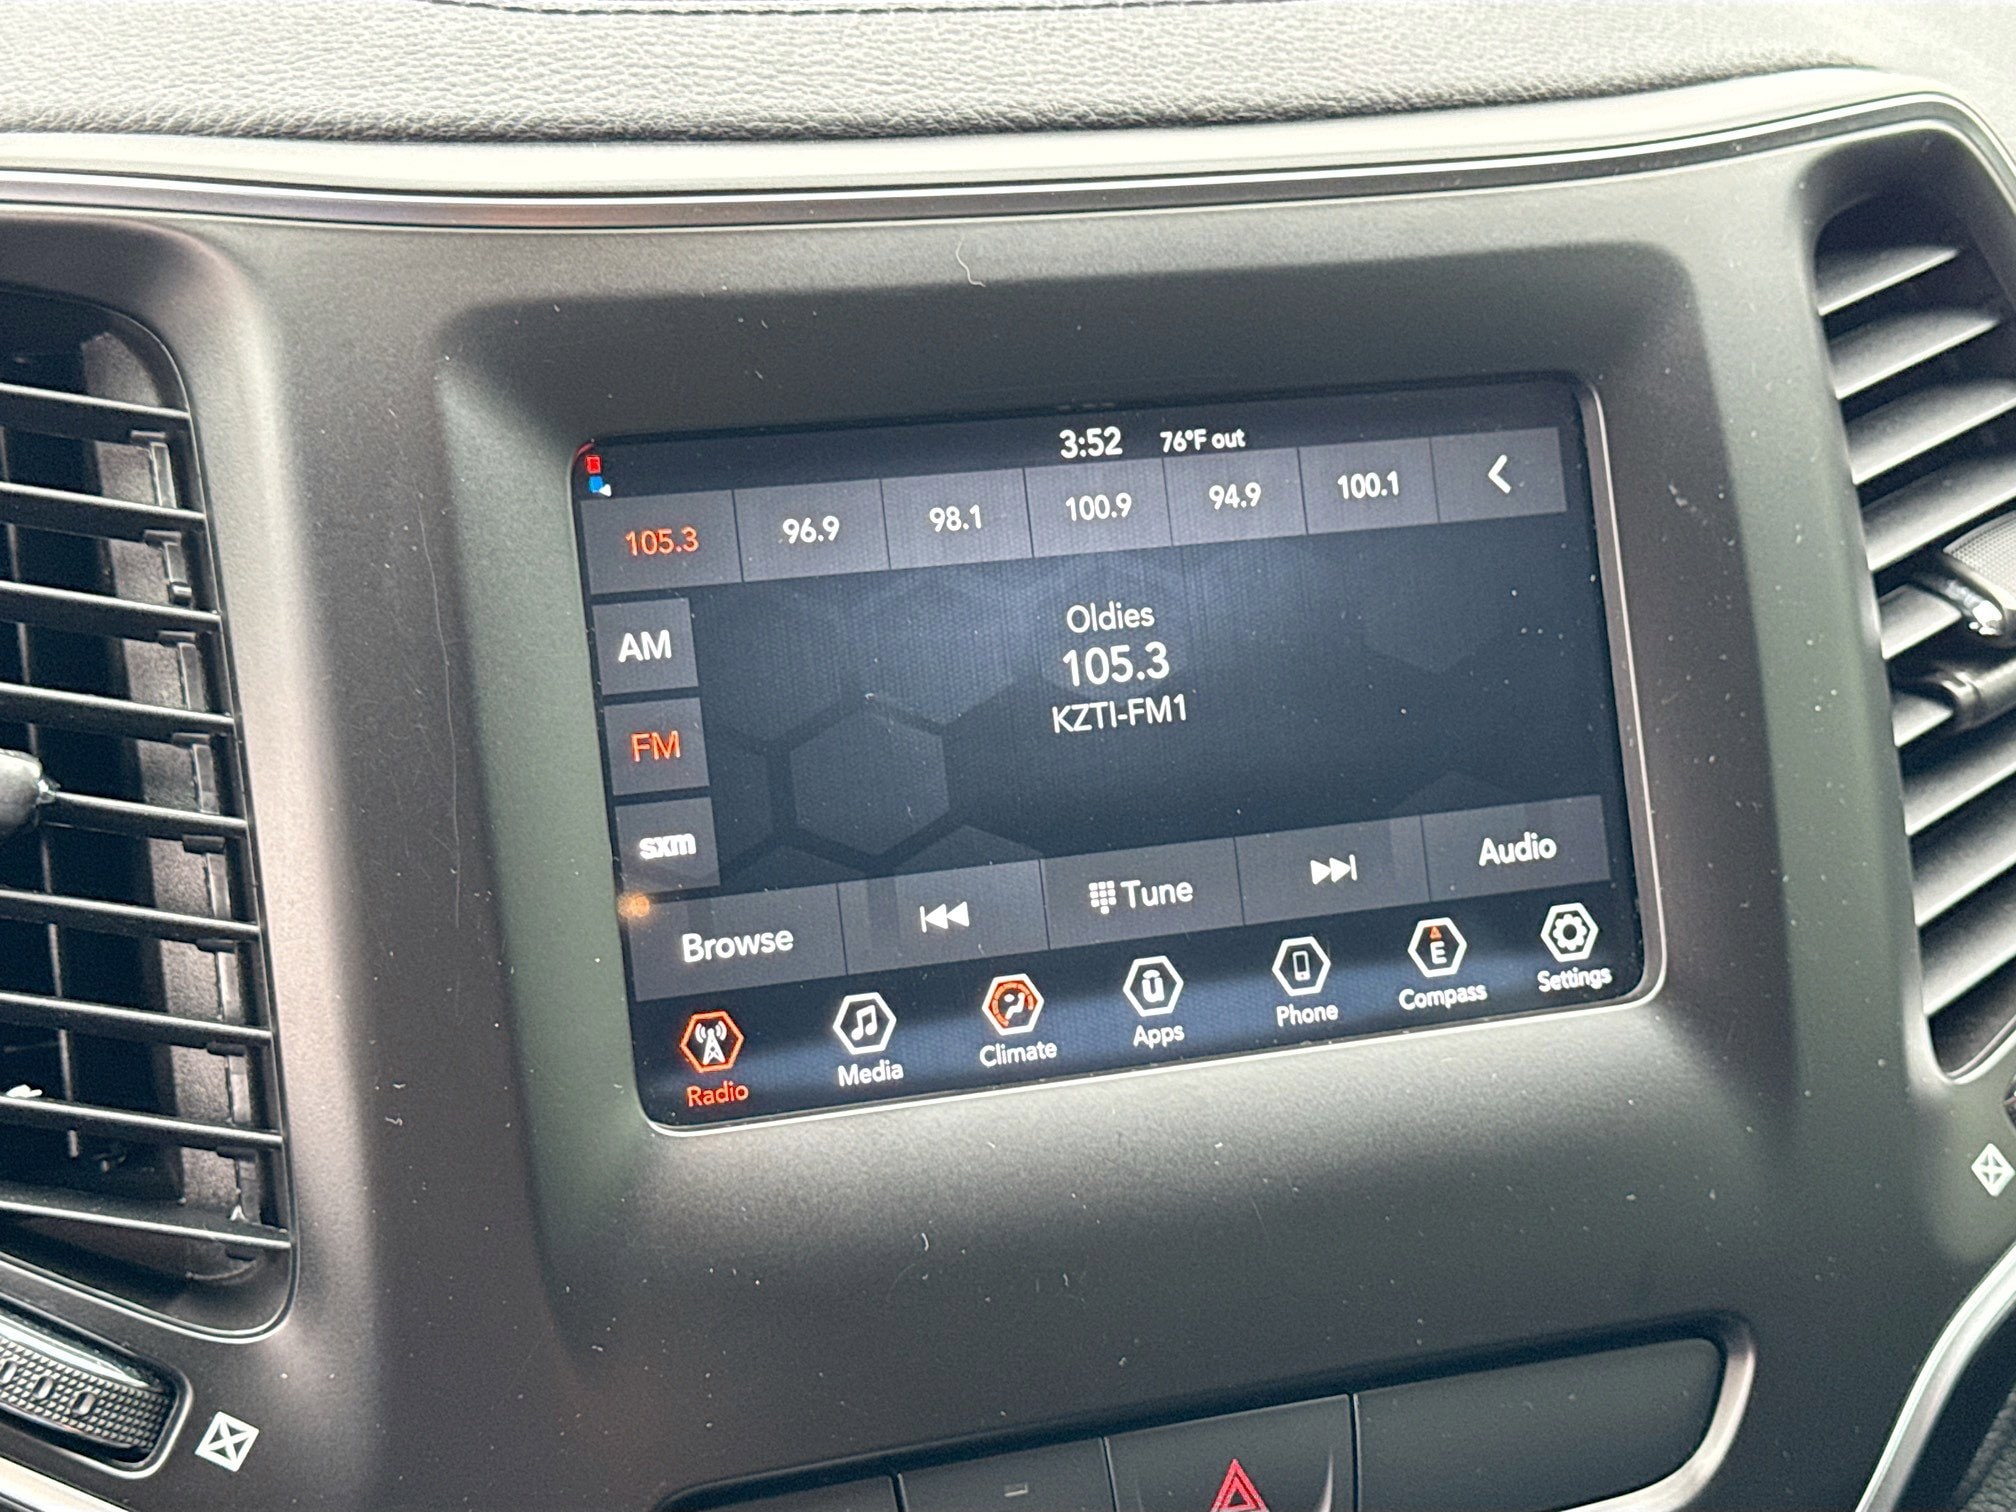 3:52 76°F out
105.3 96.9 98.1 100.9 94.9 100.1
Oldies
105.3
KZTI-FM1
AM
FM
sxm
Browse Tune Audio
Radio Media Climate Apps Phone Compass Settings
E